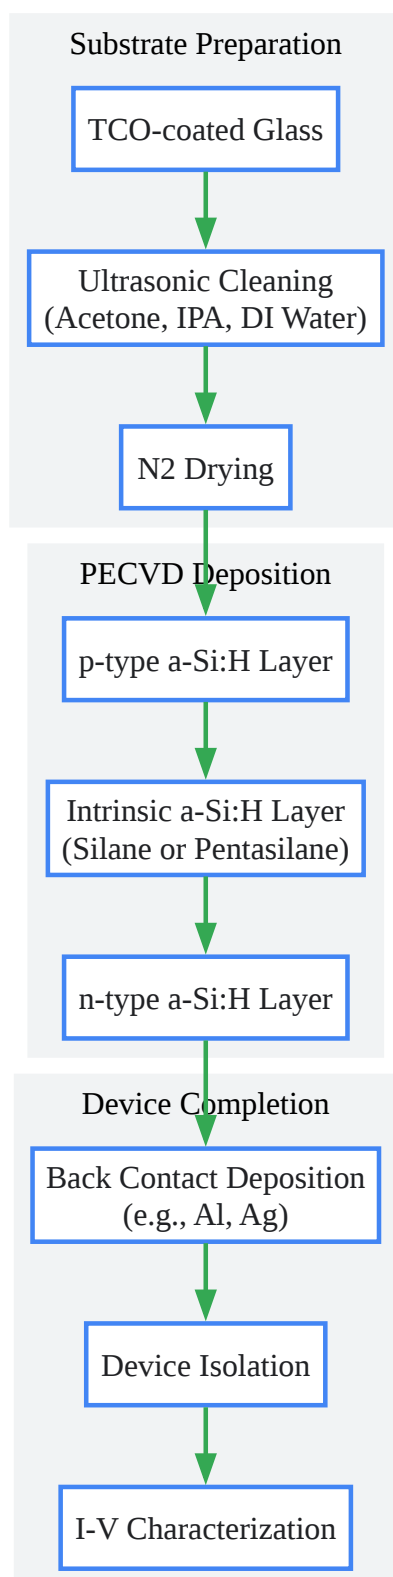 Substrate Preparation
TCO-coated Glass
Ultrasonic Cleaning
(Acetone, IPA, DI Water)
N2 Drying
PECVD Deposition
p-type a-Si:H Layer
Intrinsic a-Si:H Layer
(Silane or Pentasilane)
n-type a-Si:H Layer
Device Completion
Back Contact Deposition
(e.g., Al, Ag)
Device Isolation
I-V Characterization